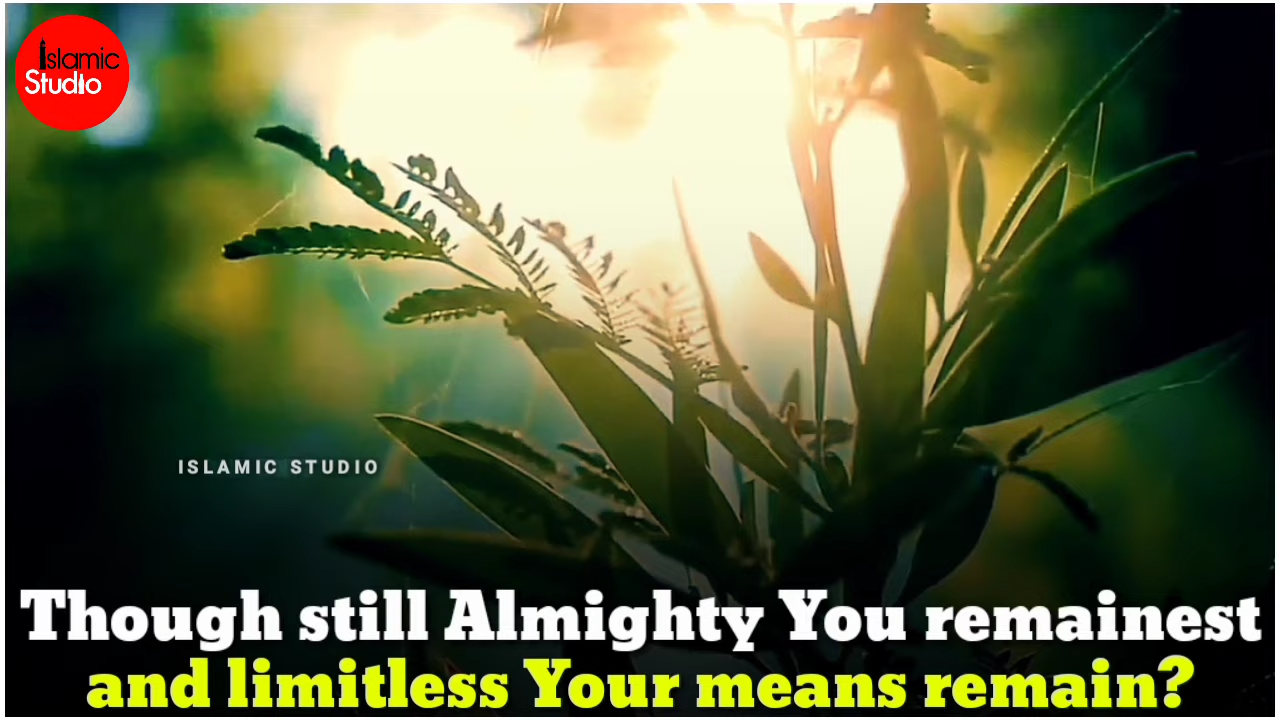 Islamic
Studio
ISLAMIC STUDIO
Though still Almighty You remainest
and limitless Your means remain?